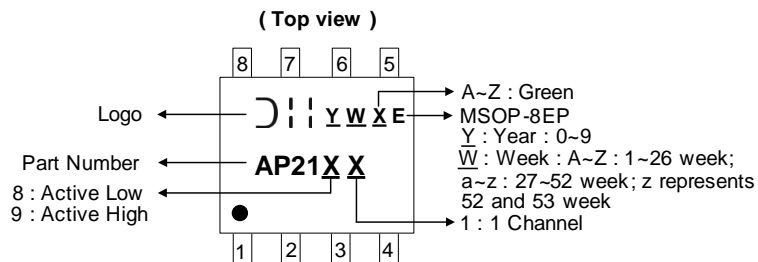 ( Top view )
8 7 6 5
Logo
Y W X E
A~Z : Green
MSOP-8EP
Y : Year : 0~9
W : Week : A~Z : 1~26 week;
a~z : 27~52 week; z represents
52 and 53 week
Part Number
AP21X X
8 : Active Low
9 : Active High
1 : 1 Channel
1 2 3 4